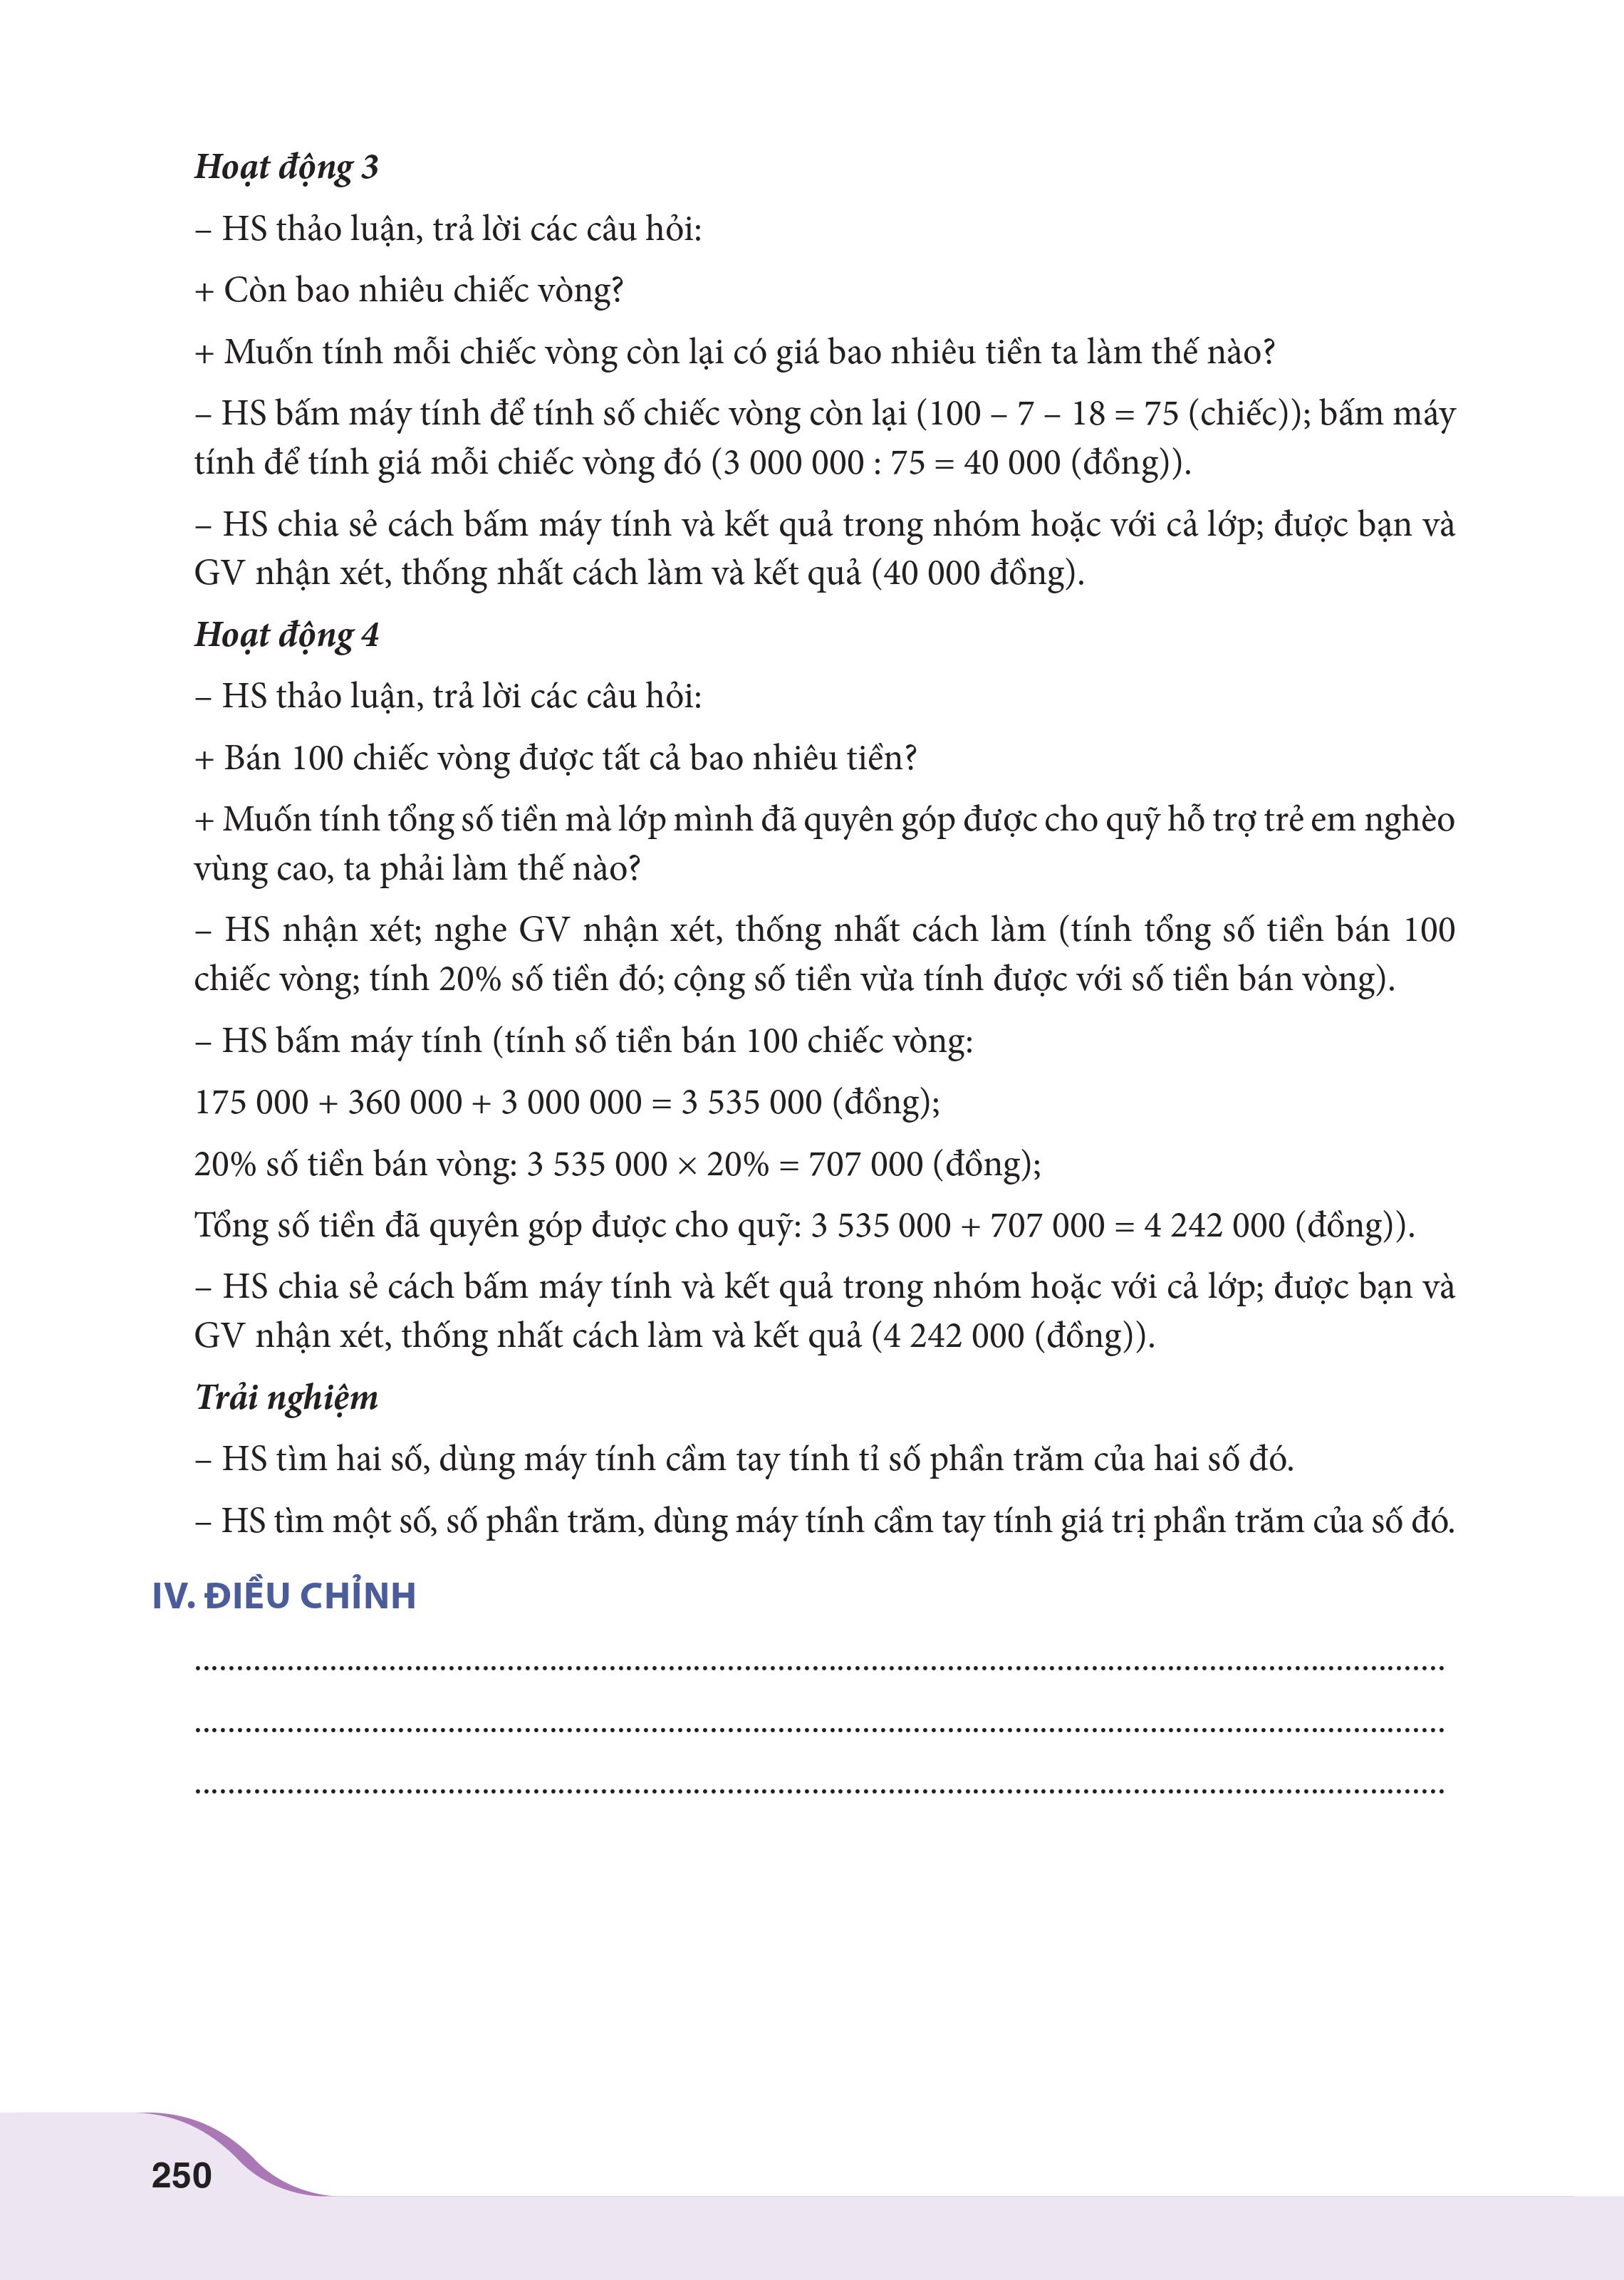 Hoạt động 3
– HS thảo luận, trả lời các câu hỏi:
+ Còn bao nhiêu chiếc vòng?
+ Muốn tính mỗi chiếc vòng còn lại có giá bao nhiêu tiền ta làm thế nào?
– HS bấm máy tính để tính số chiếc vòng còn lại (100 – 7 – 18 = 75 (chiếc)); bấm máy
tính để tính giá mỗi chiếc vòng đó (3 000 000 : 75 = 40 000 (đồng)).
– HS chia sẻ cách bấm máy tính và kết quả trong nhóm hoặc với cả lớp; được bạn và
GV nhận xét, thống nhất cách làm và kết quả (40 000 đồng).
Hoạt động 4
– HS thảo luận, trả lời các câu hỏi:
+ Bán 100 chiếc vòng được tất cả bao nhiêu tiền?
+ Muốn tính tổng số tiền mà lớp mình đã quyên góp được cho quỹ hỗ trợ trẻ em nghèo
vùng cao, ta phải làm thế nào?
– HS nhận xét; nghe GV nhận xét, thống nhất cách làm (tính tổng số tiền bán 100
chiếc vòng; tính 20% số tiền đó; cộng số tiền vừa tính được với số tiền bán vòng).
– HS bấm máy tính (tính số tiền bán 100 chiếc vòng:
175 000 + 360 000 + 3 000 000 = 3 535 000 (đồng);
20% số tiền bán vòng: 3 535 000 × 20% = 707 000 (đồng);
Tổng số tiền đã quyên góp được cho quỹ: 3 535 000 + 707 000 = 4 242 000 (đồng)).
– HS chia sẻ cách bấm máy tính và kết quả trong nhóm hoặc với cả lớp; được bạn và
GV nhận xét, thống nhất cách làm và kết quả (4 242 000 (đồng)).
Trải nghiệm
– HS tìm hai số, dùng máy tính cầm tay tính tỉ số phần trăm của hai số đó.
– HS tìm một số, số phần trăm, dùng máy tính cầm tay tính giá trị phần trăm của số đó.
IV. ĐIỀU CHỈNH
250